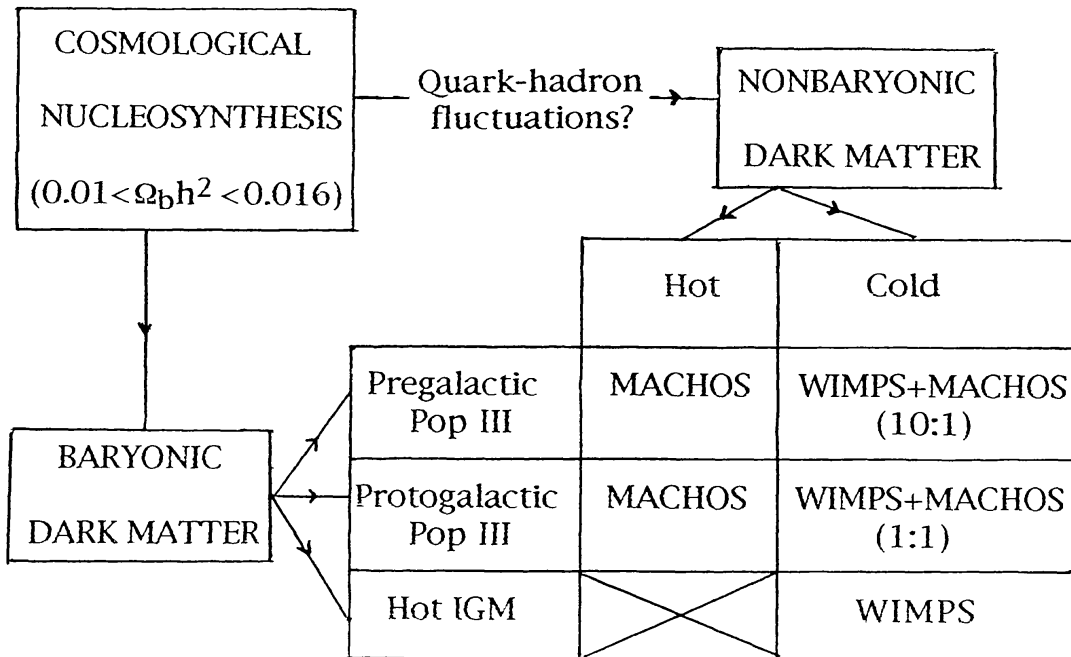 COSMOLOGICAL
NUCLEOSYNTHESIS
(0.01<Ωbh² <0.016)
Quark-hadron
fluctuations?
NONBARYONIC
DARK MATTER
Hot
Cold
Pregalactic
Pop III
MACHOS
WIMPS+MACHOS
(10:1)
BARYONIC
DARK MATTER
Protogalactic
Pop III
MACHOS
WIMPS+MACHOS
(1:1)
Hot IGM
WIMPS